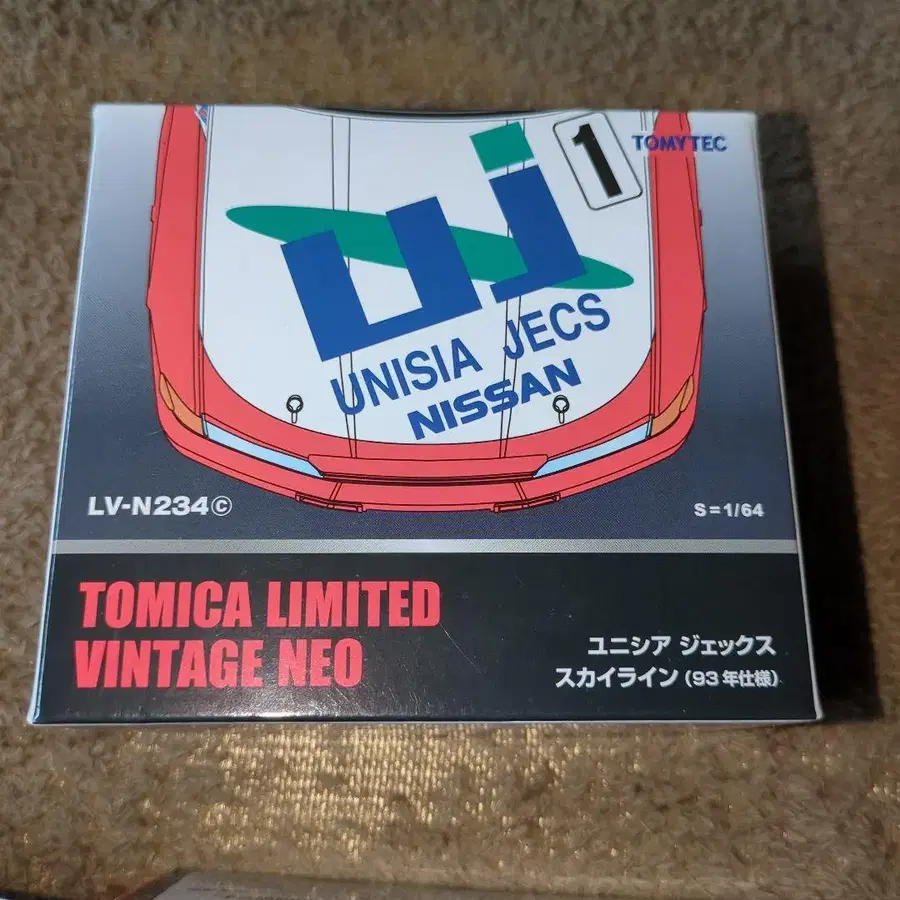 uj
1
TOMYTEC
UNISIA JECS
NISSAN
LV-N234©
S=1/64
TOMICA LIMITED
VINTAGE NEO
ユニシア ジェックス
スカイライン (93年仕様)